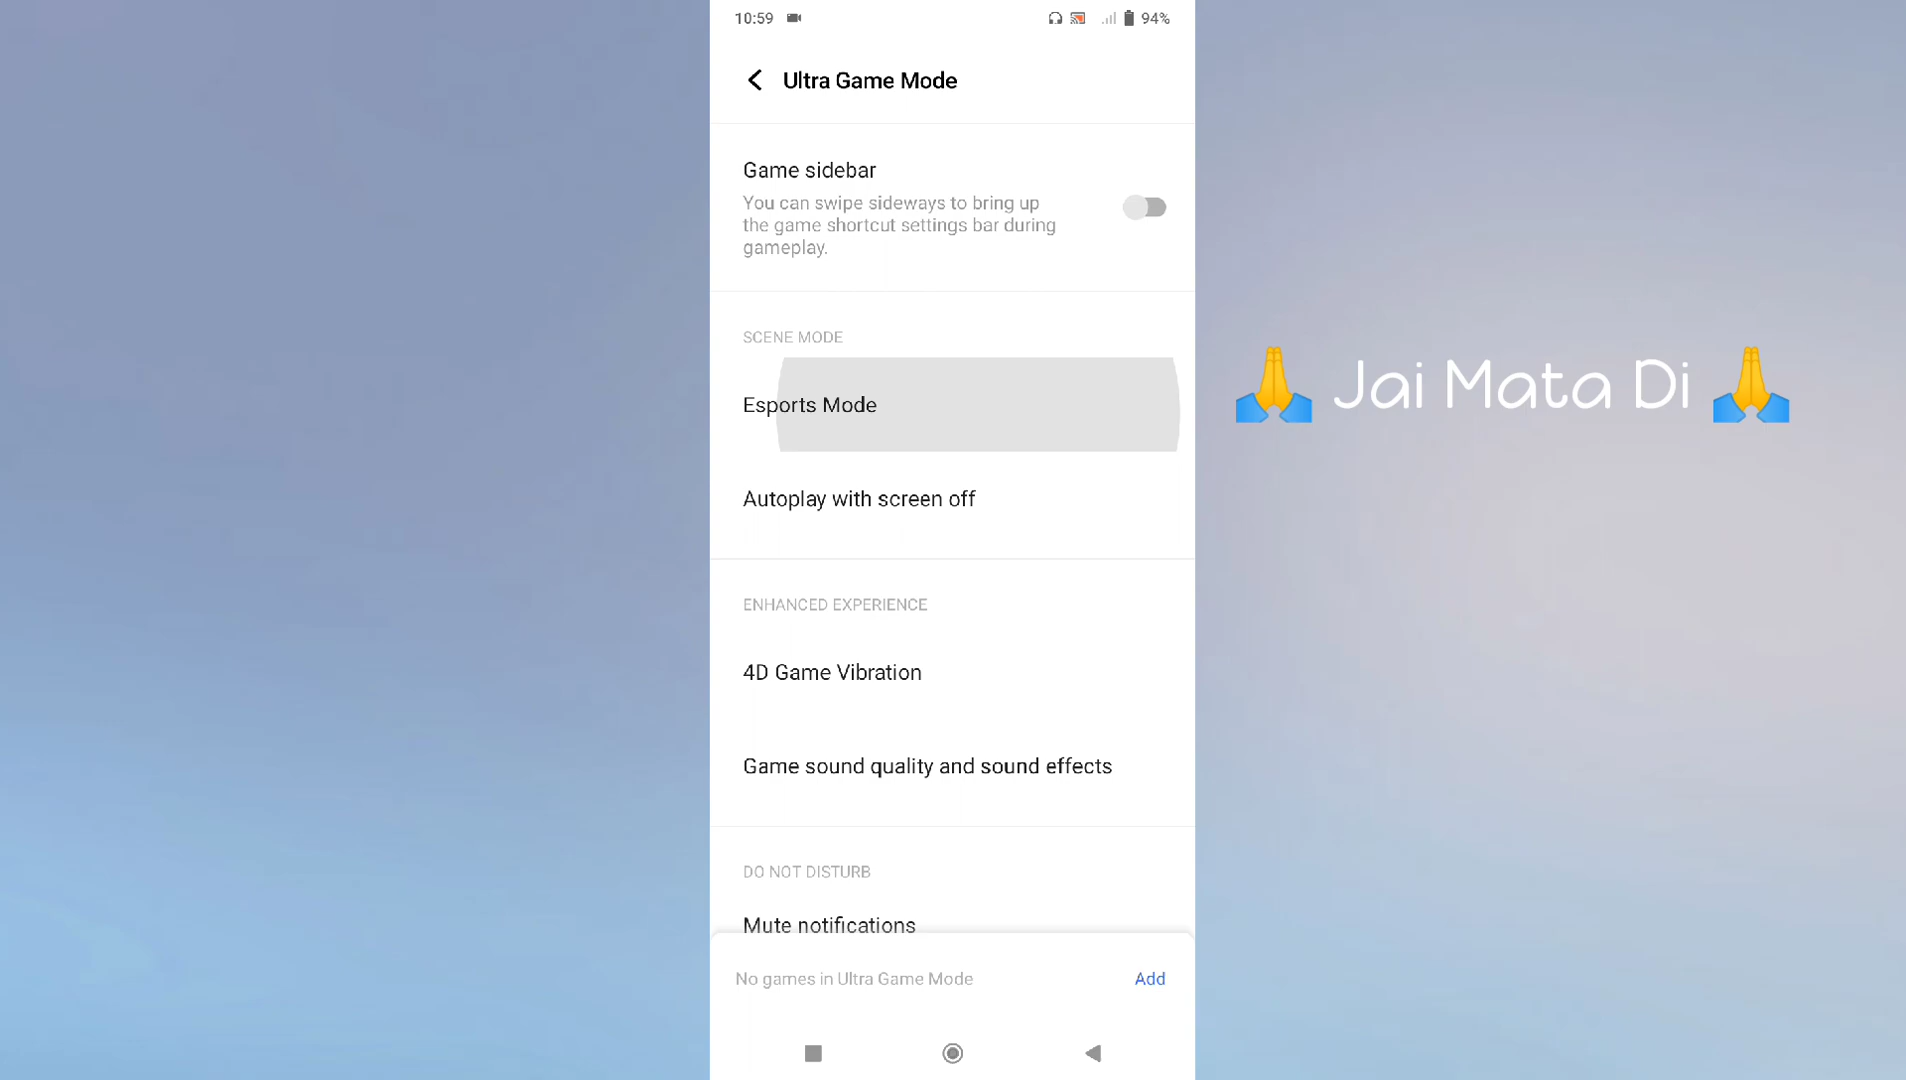 10:59 94%
Ultra Game Mode
Game sidebar
You can swipe sideways to bring up
the game shortcut settings bar during
gameplay.
SCENE MODE
Esports Mode
🙏 Jai Mata Di 🙏
Autoplay with screen off
ENHANCED EXPERIENCE
4D Game Vibration
Game sound quality and sound effects
DO NOT DISTURB
Mute notifications
No games in Ultra Game Mode Add